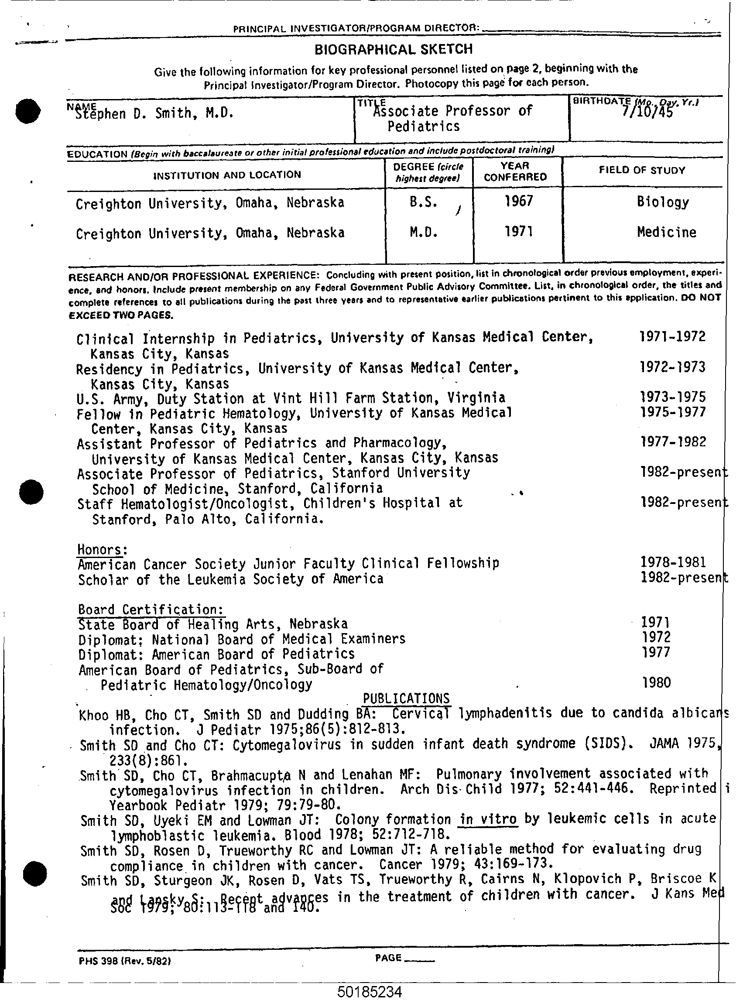 PRINCIPAL INVESTIGATOR/PROGRAM DIRECTOR:
BIOGRAPHICAL SKETCH
Give the following information for key professional personnel listed on page 2, beginning with the
Principal Investigator/Program Director. Photocopy this page for each person.
NAME TITLE BIRTHDATE (Mo., Day, Yr.)
Stephen D. Smith, M.D. Associate Professor of 7/10/45
Pediatrics
EDUCATION (Begin with baccalaureate or other initial professional education and include postdoctoral training)
INSTITUTION AND LOCATION DEGREE (circle highest degree) YEAR CONFERRED FIELD OF STUDY
Creighton University, Omaha, Nebraska B.S. 1967 Biology
Creighton University, Omaha, Nebraska M.D. 1971 Medicine
RESEARCH AND/OR PROFESSIONAL EXPERIENCE: Concluding with present position, list in chronological order previous employment, experi-
ence, and honors. Include present membership on any Federal Government Public Advisory Committee. List, in chronological order, the titles and
complete references to all publications during the past three years and to representative earlier publications pertinent to this application. DO NOT
EXCEED TWO PAGES.
Clinical Internship in Pediatrics, University of Kansas Medical Center, 1971-1972
Kansas City, Kansas
Residency in Pediatrics, University of Kansas Medical Center, 1972-1973
Kansas City, Kansas
U.S. Army, Duty Station at Vint Hill Farm Station, Virginia 1973-1975
Fellow in Pediatric Hematology, University of Kansas Medical 1975-1977
Center, Kansas City, Kansas
Assistant Professor of Pediatrics and Pharmacology, 1977-1982
University of Kansas Medical Center, Kansas City, Kansas
Associate Professor of Pediatrics, Stanford University 1982-present
School of Medicine, Stanford, California
Staff Hematologist/Oncologist, Children's Hospital at 1982-present
Stanford, Palo Alto, California.
Honors:
American Cancer Society Junior Faculty Clinical Fellowship 1978-1981
Scholar of the Leukemia Society of America 1982-present
Board Certification:
State Board of Healing Arts, Nebraska 1971
Diplomat; National Board of Medical Examiners 1972
Diplomat: American Board of Pediatrics 1977
American Board of Pediatrics, Sub-Board of
Pediatric Hematology/Oncology 1980
PUBLICATIONS
Khoo HB, Cho CT, Smith SD and Dudding BA: Cervical lymphadenitis due to candida albicans
infection. J Pediatr 1975;86(5):812-813.
Smith SD and Cho CT: Cytomegalovirus in sudden infant death syndrome (SIDS). JAMA 1975,
233(8):861.
Smith SD, Cho CT, Brahmacupta N and Lenahan MF: Pulmonary involvement associated with
cytomegalovirus infection in children. Arch Dis Child 1977; 52:441-446. Reprinted i
Yearbook Pediatr 1979; 79:79-80.
Smith SD, Uyeki EM and Lowman JT: Colony formation in vitro by leukemic cells in acute
lymphoblastic leukemia. Blood 1978; 52:712-718.
Smith SD, Rosen D, Trueworthy RC and Lowman JT: A reliable method for evaluating drug
compliance in children with cancer. Cancer 1979; 43:169-173.
Smith SD, Sturgeon JK, Rosen D, Vats TS, Trueworthy R, Cairns N, Klopovich P, Briscoe K
and Lansky S: Recent advances in the treatment of children with cancer. J Kans Med
Soc 1979; 80:113-118 and 140.
PHS 398 (Rev. 5/82) PAGE
50185234